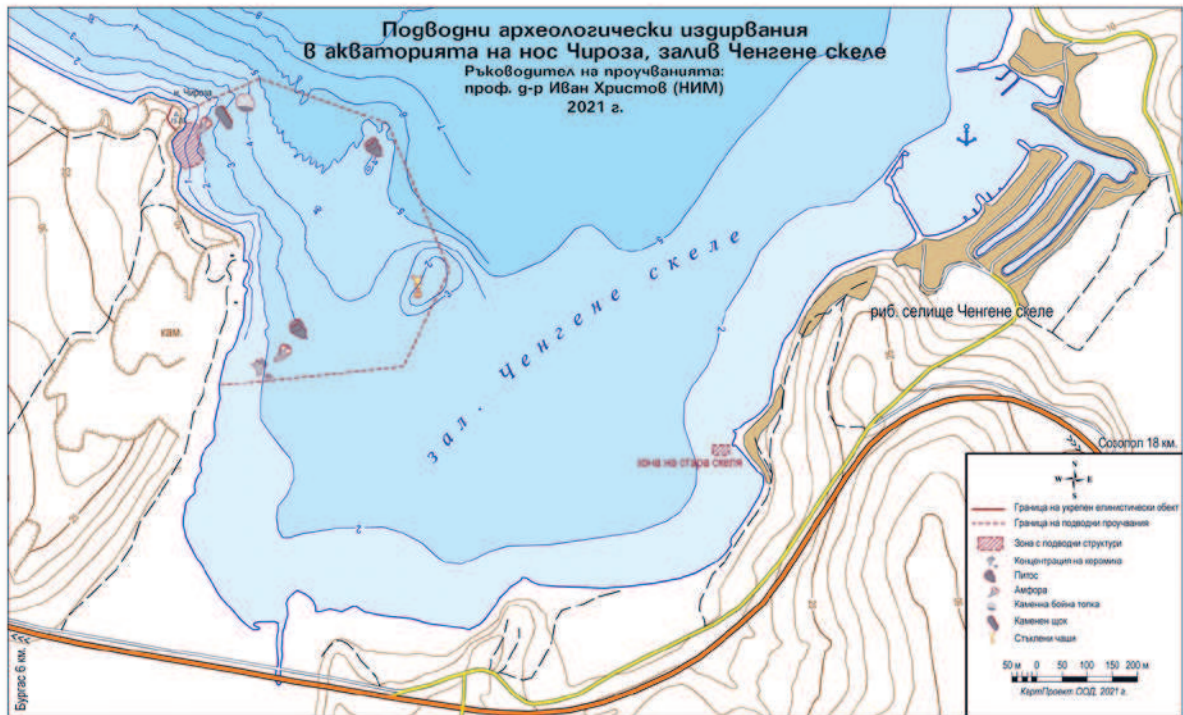 Подводни археологически издирвания
в акваторията на нос Чироза, залив Ченгене скеле
Ръководител на проучванията:
проф. д-р Иван Христов (НИМ)
2021 г.
н. Чироза
кам.
зал. Ченгене скеле
риб. селище Ченгене скеле
зона на стара скеля
Созопол 18 км.
Бургас 6 км.
N
W E
S
Граница на укрепен елинистически обект
Граница на подводни проучвания
Зона с подводни структури
Концентрация на керамика
Питос
Амфора
Каменна бойна топка
Каменен щок
Стъклени чаши
50 м 0 50 100 150 200 м
КартПроект ООД, 2021 г.